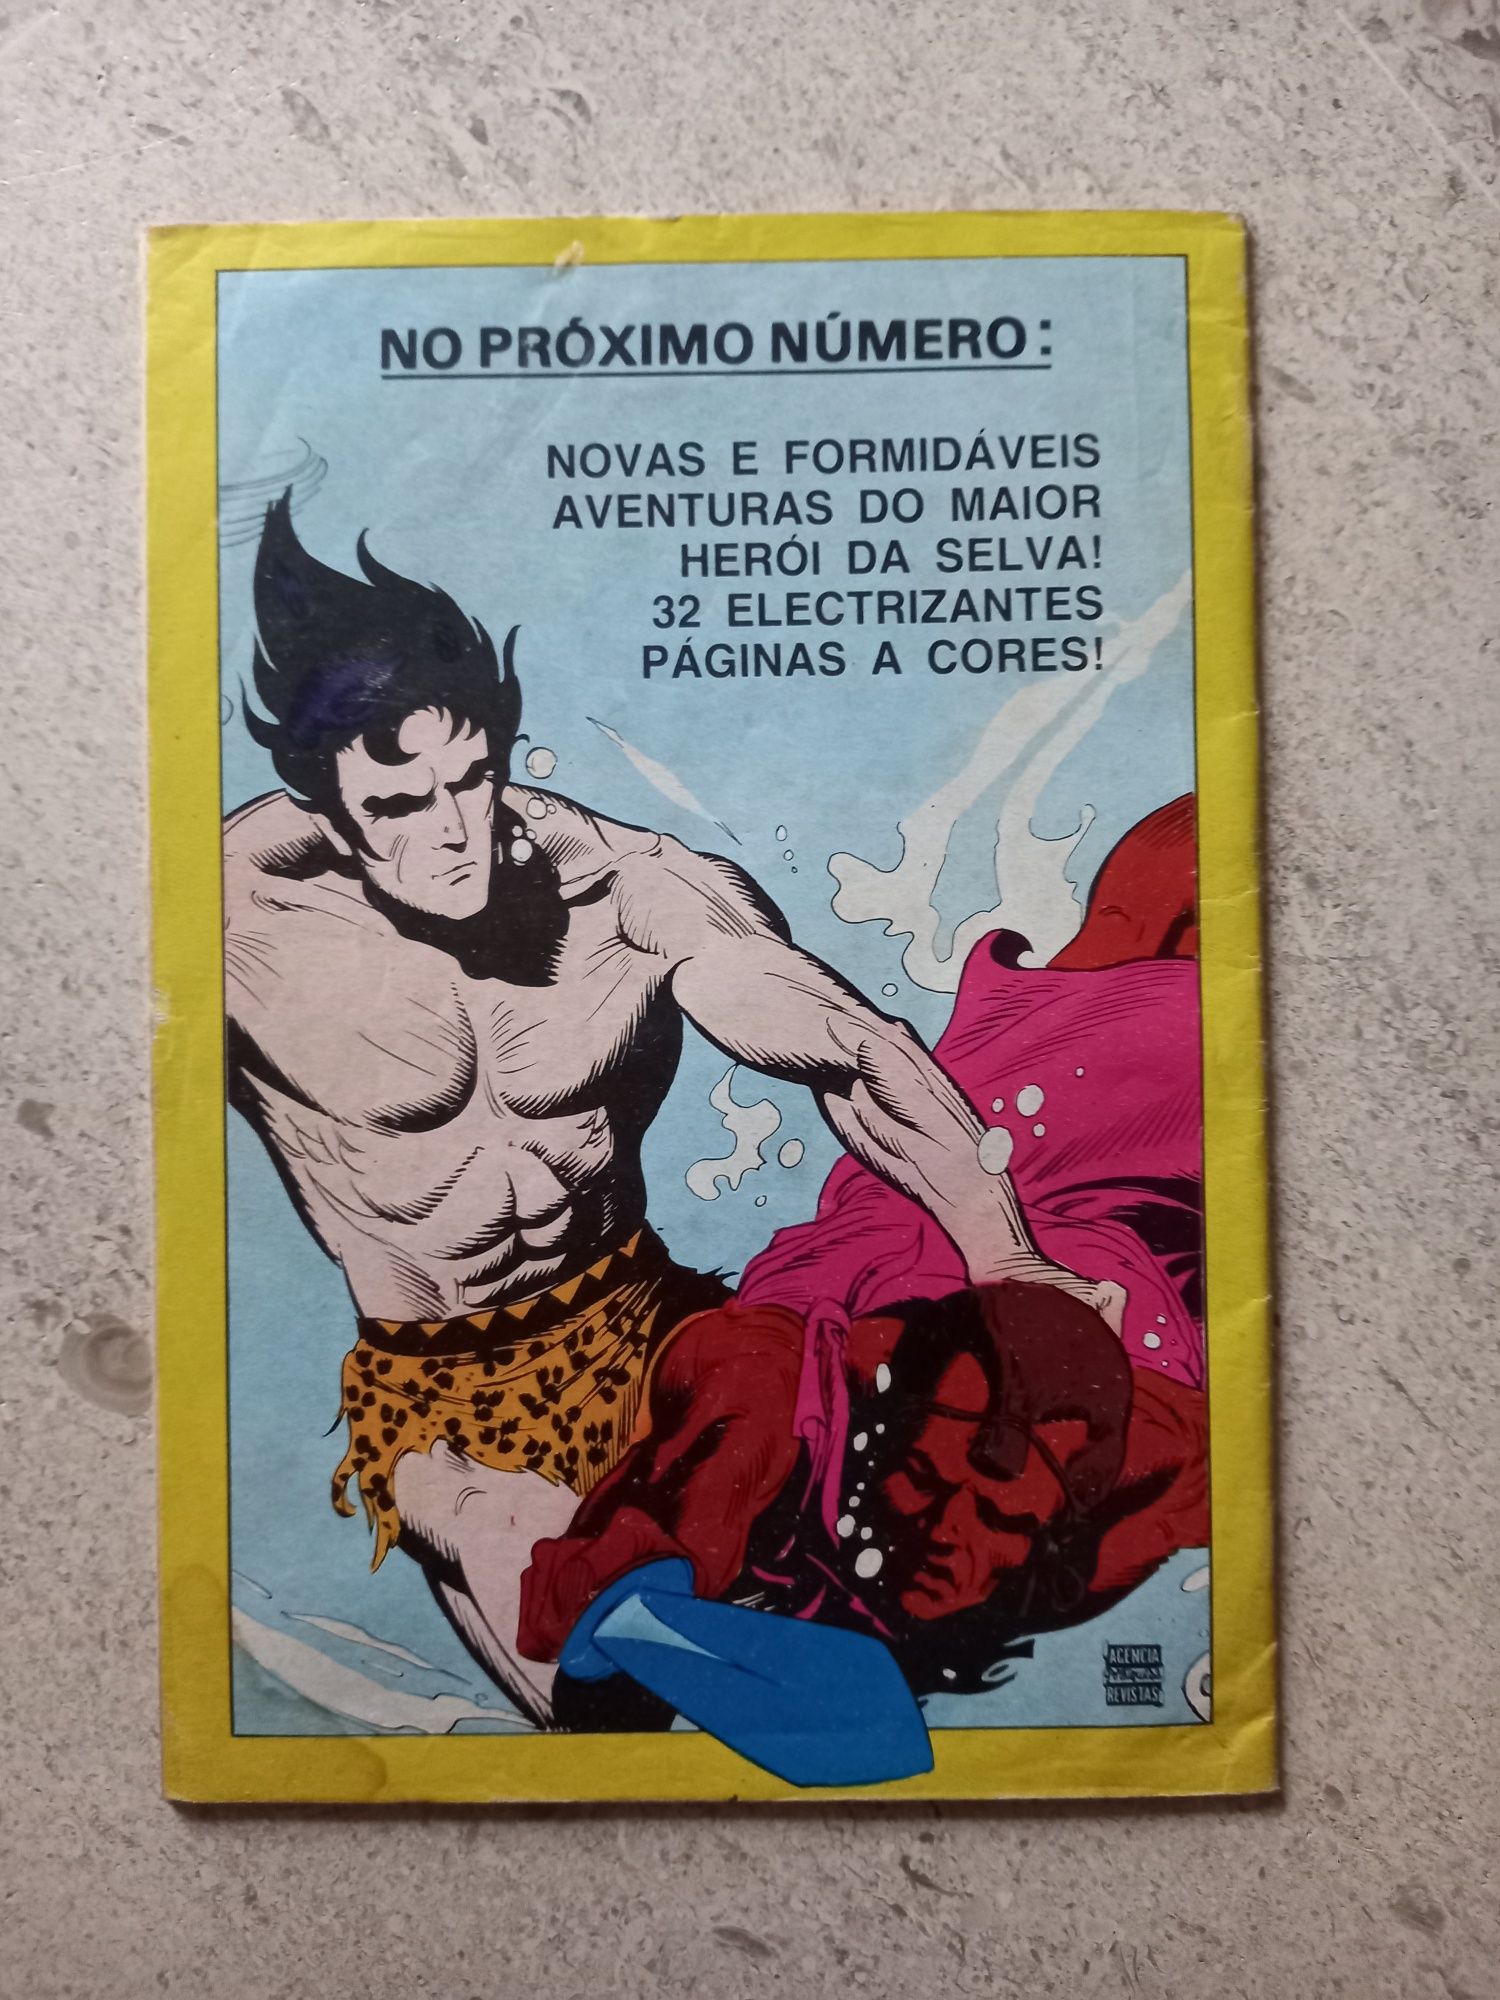 NO PRÓXIMO NÚMERO:
NOVAS E FORMIDÁVEIS
AVENTURAS DO MAIOR
HERÓI DA SELVA!
32 ELECTRIZANTES
PÁGINAS A CORES!
AGENCIA
REVISTAS